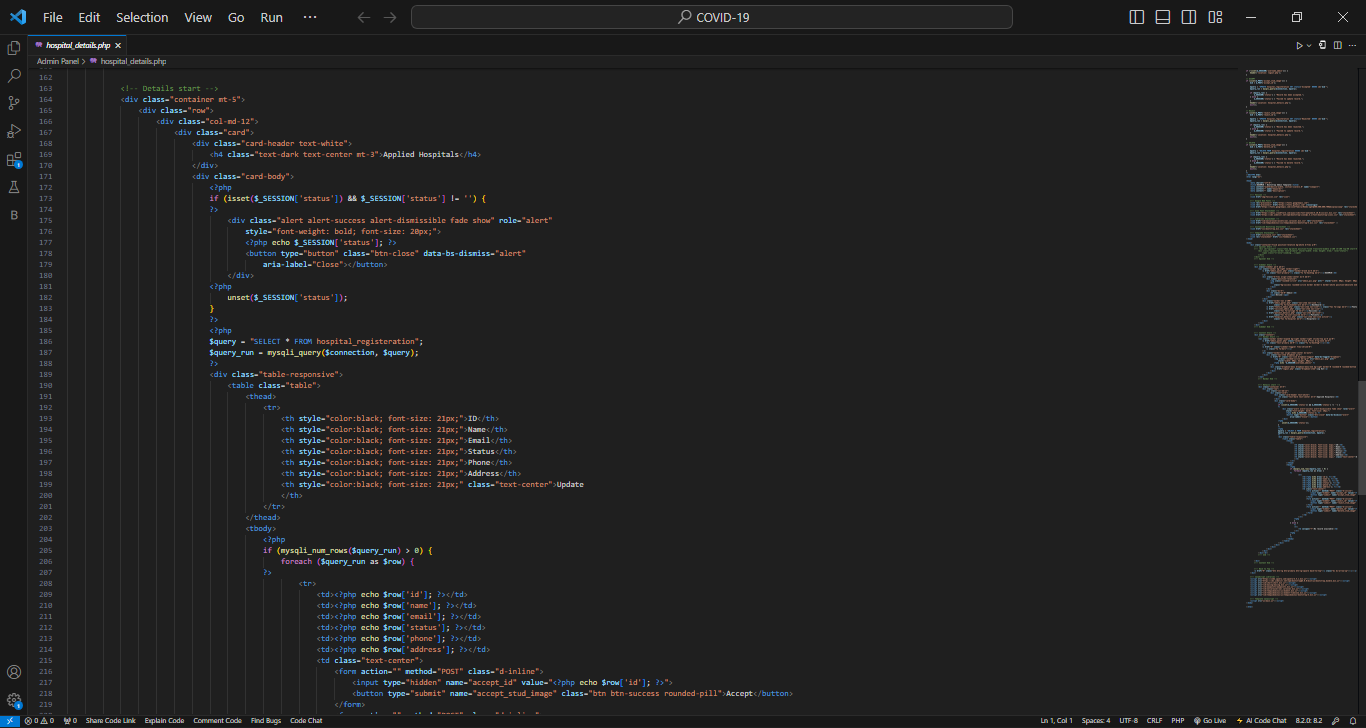 File Edit Selection View Go Run ··· COVID-19
hospital_details.php
Admin Panel > hospital_details.php
162
163 <!-- Details start -->
164 <div class="container mt-5">
165 <div class="row">
166 <div class="col-md-12">
167 <div class="card">
168 <div class="card-header text-white">
169 <h4 class="text-dark text-center mt-3">Applied Hospitals</h4>
170 </div>
171 <div class="card-body">
172 <?php
173 if (isset($_SESSION['status']) && $_SESSION['status'] != '') {
174 ?>
175 <div class="alert alert-success alert-dismissible fade show" role="alert"
176 style="font-weight: bold; font-size: 20px;">
177 <?php echo $_SESSION['status']; ?>
178 <button type="button" class="btn-close" data-bs-dismiss="alert"
179 aria-label="Close"></button>
180 </div>
181 <?php
182 unset($_SESSION['status']);
183 }
184 ?>
185 <?php
186 $query = "SELECT * FROM hospital_registeration";
187 $query_run = mysqli_query($connection, $query);
188 ?>
189 <div class="table-responsive">
190 <table class="table">
191 <thead>
192 <tr>
193 <th style="color:black; font-size: 21px;">ID</th>
194 <th style="color:black; font-size: 21px;">Name</th>
195 <th style="color:black; font-size: 21px;">Email</th>
196 <th style="color:black; font-size: 21px;">Status</th>
197 <th style="color:black; font-size: 21px;">Phone</th>
198 <th style="color:black; font-size: 21px;">Address</th>
199 <th style="color:black; font-size: 21px;" class="text-center">Update
200 </th>
201 </tr>
202 </thead>
203 <tbody>
204 <?php
205 if (mysqli_num_rows($query_run) > 0) {
206 foreach ($query_run as $row) {
207 ?>
208 <tr>
209 <td><?php echo $row['id']; ?></td>
210 <td><?php echo $row['name']; ?></td>
211 <td><?php echo $row['email']; ?></td>
212 <td><?php echo $row['status']; ?></td>
213 <td><?php echo $row['phone']; ?></td>
214 <td><?php echo $row['address']; ?></td>
215 <td class="text-center">
216 <form action="" method="POST" class="d-inline">
217 <input type="hidden" name="accept_id" value="<?php echo $row['id']; ?>">
218 <button type="submit" name="accept_stud_image" class="btn btn-success rounded-pill">Accept</button>
219 </form>
0 0 0 Share Code Link Explain Code Comment Code Find Bugs Code Chat Ln 1, Col 1 Spaces: 4 UTF-8 CRLF PHP Go Live AI Code Chat 8.2.0: 8.2